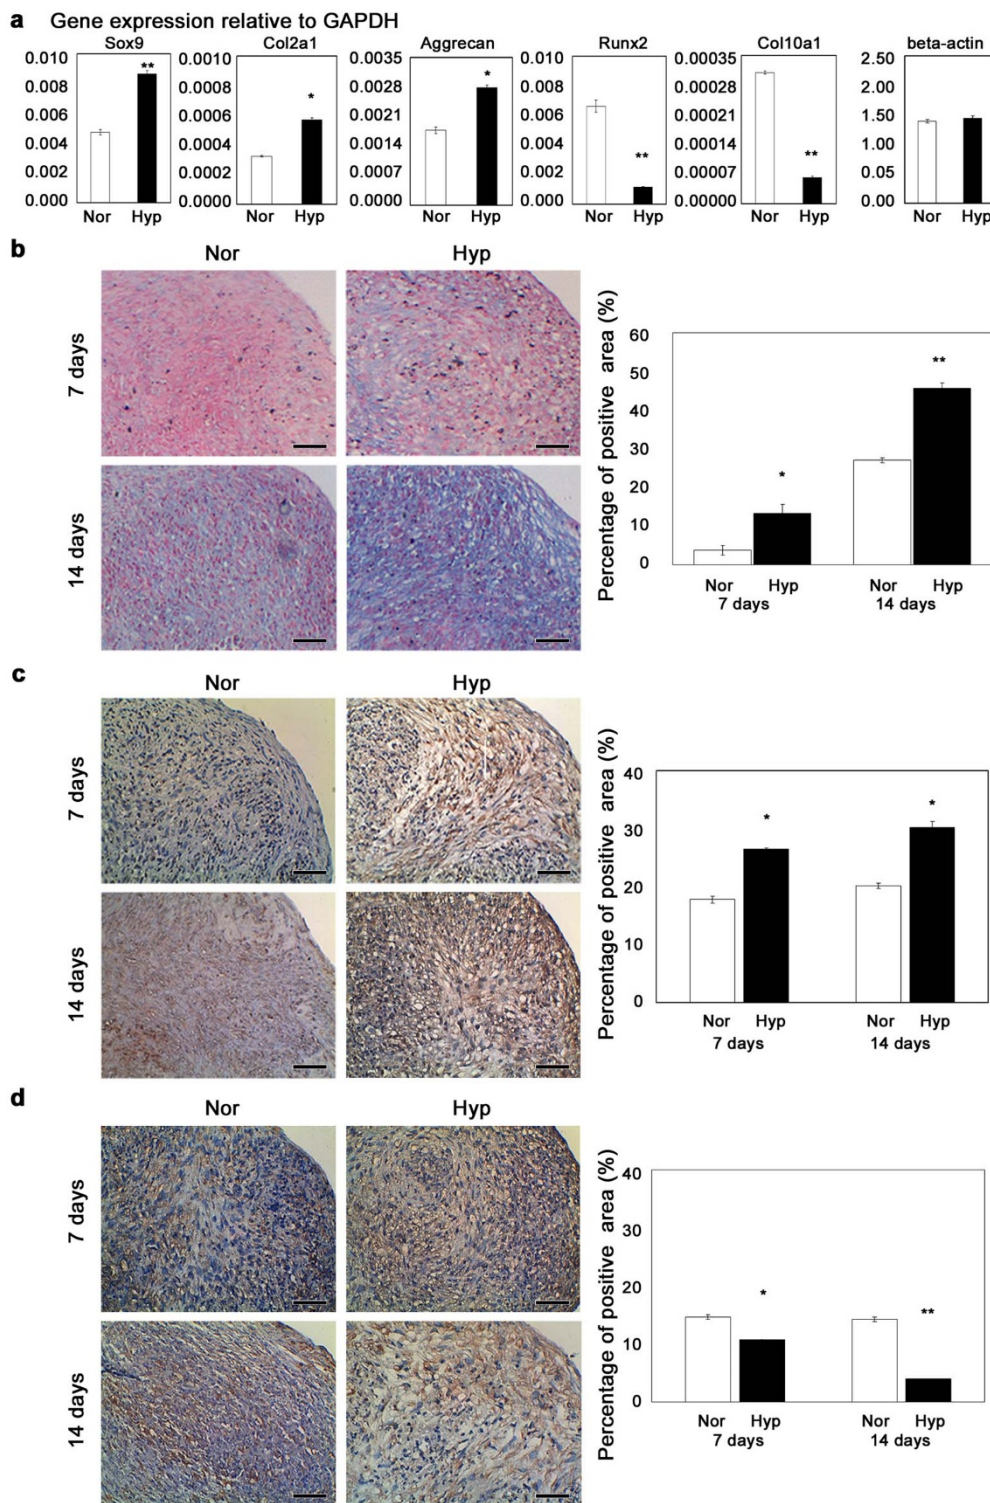 a Gene expression relative to GAPDH
Sox9 Col2a1 Aggrecan Runx2 Col10a1 beta-actin
0.010 0.0010 0.00035 0.010 0.00035 2.50
0.008 0.0008 0.00028 0.008 0.00028 2.00
0.006 0.0006 0.00021 0.006 0.00021 1.50
0.004 0.0004 0.00014 0.004 0.00014 1.00
0.002 0.0002 0.00007 0.002 0.00007 0.50
0.000 0.0000 0.0000 0.000 0.00000 0.00
** * * ** **
Nor Hyp Nor Hyp Nor Hyp Nor Hyp Nor Hyp Nor Hyp
b Nor Hyp
7 days
14 days
Percentage of positive area (%)
60
50
40
30
20
10
0
* **
Nor Hyp Nor Hyp
7 days 14 days
c Nor Hyp
7 days
14 days
Percentage of positive area (%)
40
30
20
10
0
* *
Nor Hyp Nor Hyp
7 days 14 days
d Nor Hyp
7 days
14 days
Percentage of positive area (%)
40
30
20
10
0
* **
Nor Hyp Nor Hyp
7 days 14 days